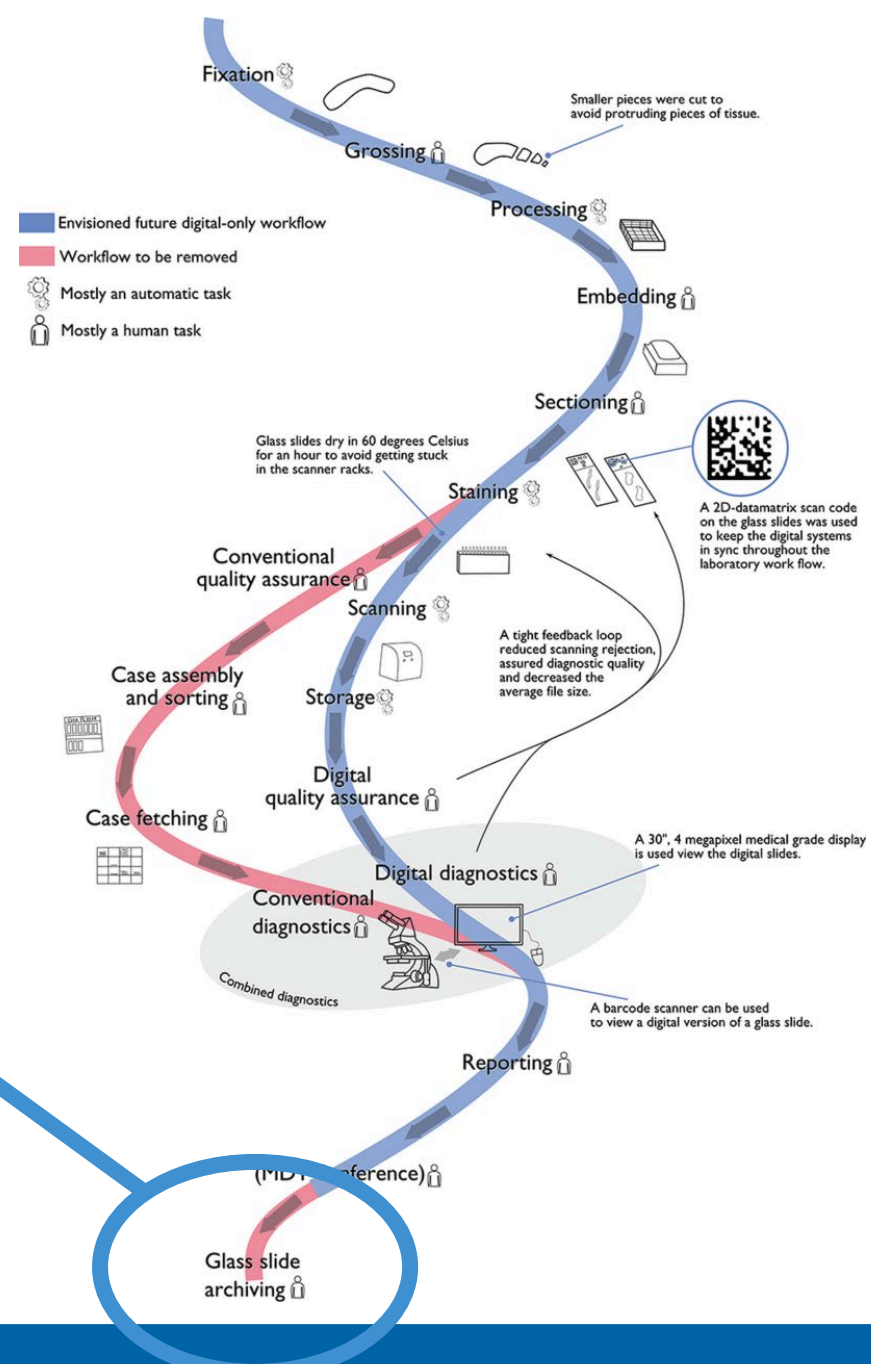 Fixation
Smaller pieces were cut to
avoid protruding pieces of tissue.
Grossing
Processing
Envisioned future digital-only workflow
Workflow to be removed
Mostly an automatic task
Mostly a human task
Embedding
Sectioning
Glass slides dry in 60 degrees Celsius
for an hour to avoid getting stuck
in the scanner racks.
Staining
A 2D-datamatrix scan code
on the glass slides was used
to keep the digital systems
in sync throughout the
laboratory work flow.
Conventional
quality assurance
Scanning
A tight feedback loop
reduced scanning rejection,
assured diagnostic quality
and decreased the
average file size.
Case assembly
and sorting
Storage
Digital
quality assurance
Case fetching
A 30", 4 megapixel medical grade display
is used view the digital slides.
Digital diagnostics
Conventional
diagnostics
Combined diagnostics
A barcode scanner can be used
to view a digital version of a glass slide.
Reporting
Glass slide
archiving